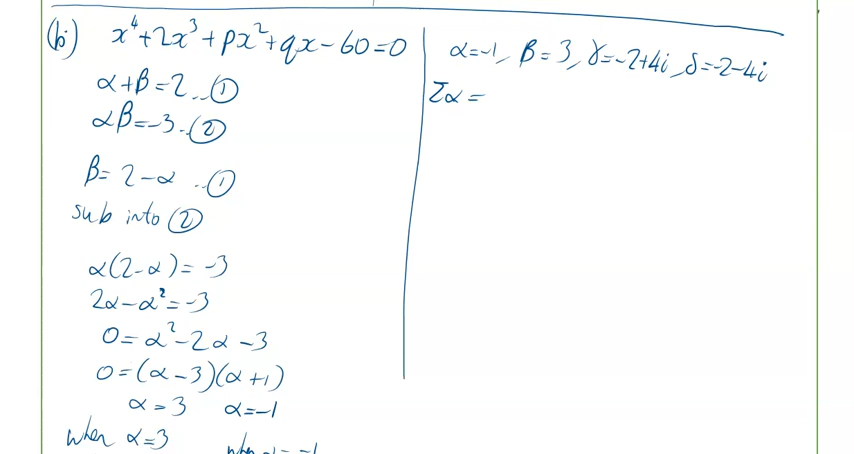 (b) x⁴+2x³+px²+qx-60=0
α+β=2 ...①
αβ=-3 ..②
β=2-α ...①
sub into ②
α(2-α)=-3
2α-α²=-3
0=α²-2α-3
0=(α-3)(α+1)
α=3 α=-1
when α=3 when α=-1
α=-1, β=3, γ=-2+4i, δ=-2-4i
Σα=